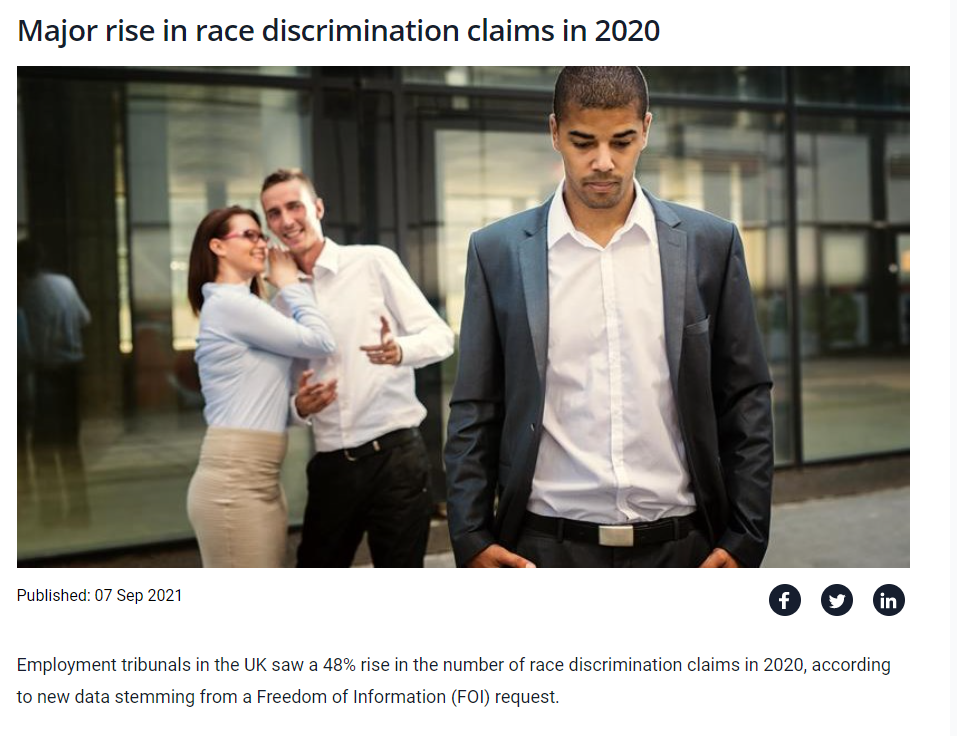 Major rise in race discrimination claims in 2020
Published: 07 Sep 2021
f
in
Employment tribunals in the UK saw a 48% rise in the number of race discrimination claims in 2020, according
to new data stemming from a Freedom of Information (FOI) request.